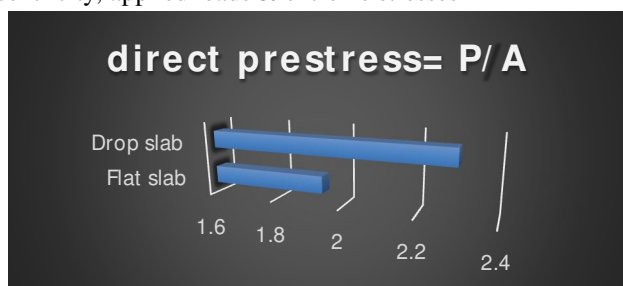 direct prestress= P/A
Drop slab
Flat slab
1.6
1.8
2
2.2
2.4